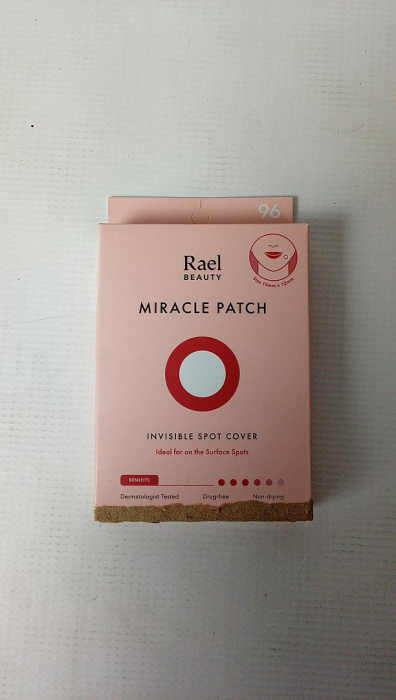 96
Rael
BEAUTY
Size 10mm x 12mm
MIRACLE PATCH
INVISIBLE SPOT COVER
Ideal for on the Surface Spots
BENEFITS
Dermatologist Tested Drug-free Non-drying